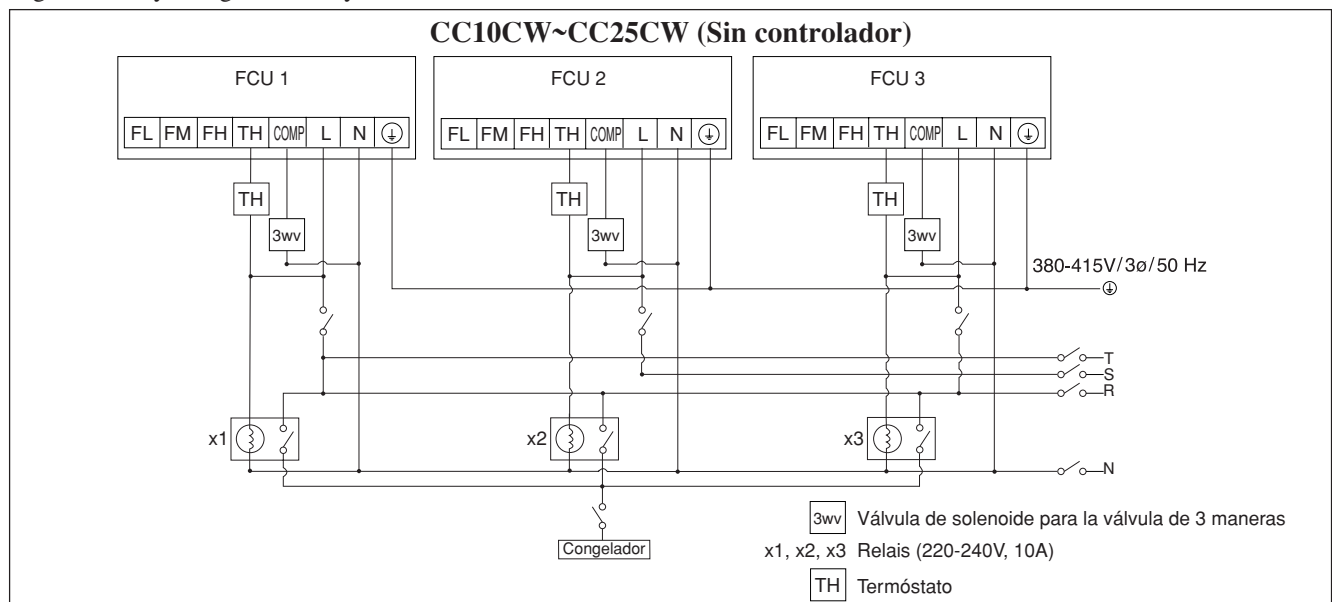 CC10CW~CC25CW (Sin controlador)
FCU 1
FCU 2
FCU 3
FL FM FH TH COMP L N
FL FM FH TH COMP L N
FL FM FH TH COMP L N
TH
TH
TH
3wv
3wv
3wv
380-415V/3ø/50 Hz
T
S
R
x1
x2
x3
N
3wv Válvula de solenoide para la válvula de 3 maneras
Congelador
x1, x2, x3 Relais (220-240V, 10A)
TH Termóstato